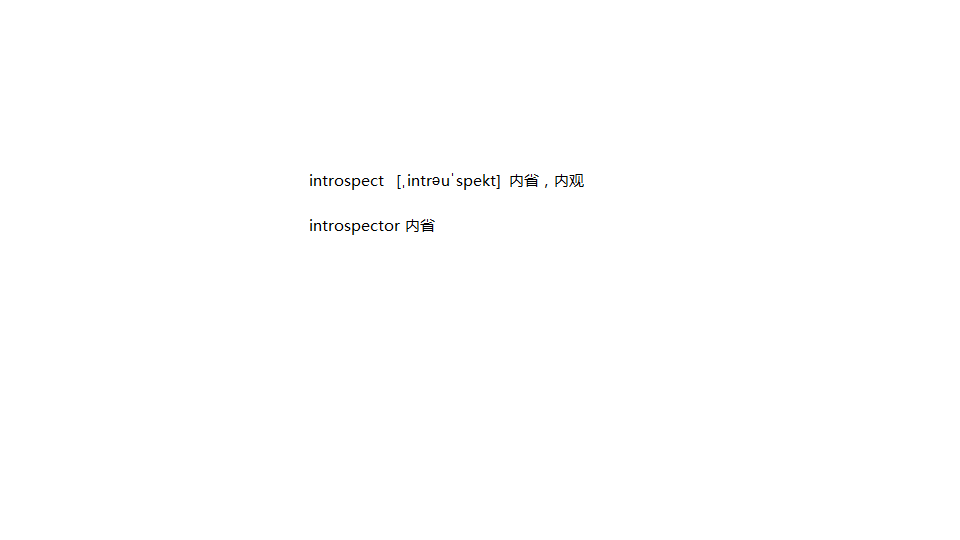 introspect [ˌintrəuˈspekt] 内省，内观
introspector 内省